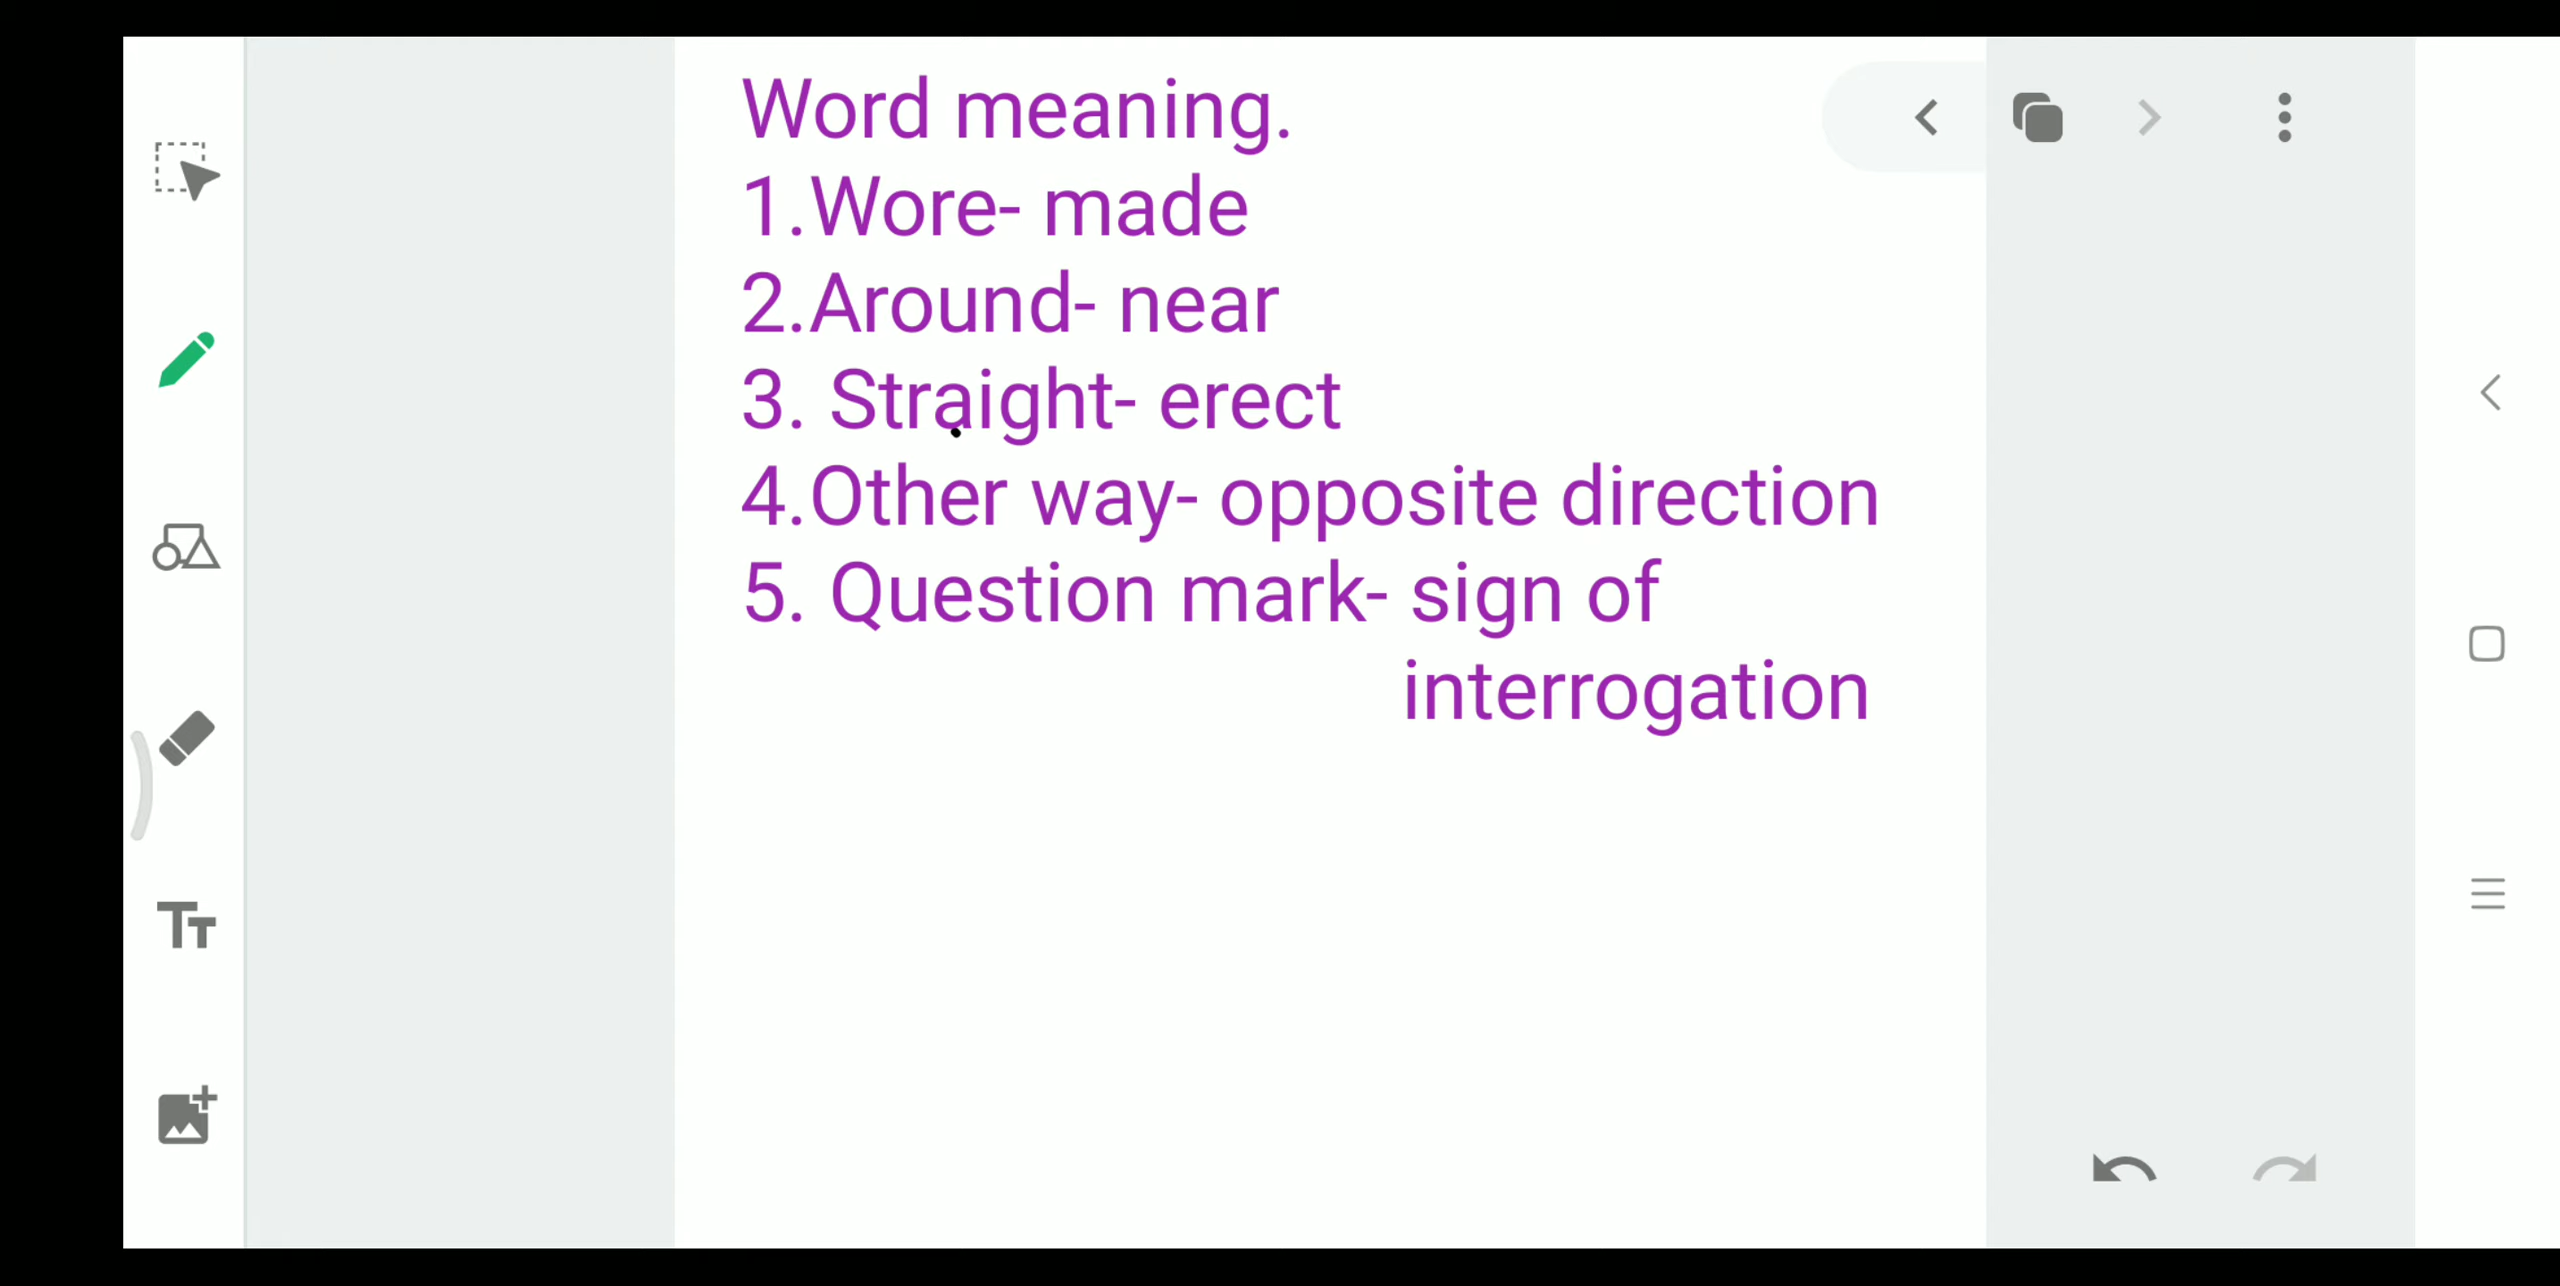 Word meaning.
1.Wore- made
2.Around- near
3. Straight- erect
4.Other way- opposite direction
5. Question mark- sign of
interrogation